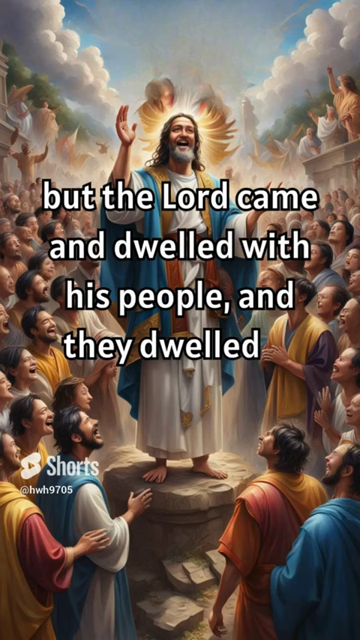 but the Lord came
and dwelled with
his people, and
they dwelled
Shorts
@hwh9705